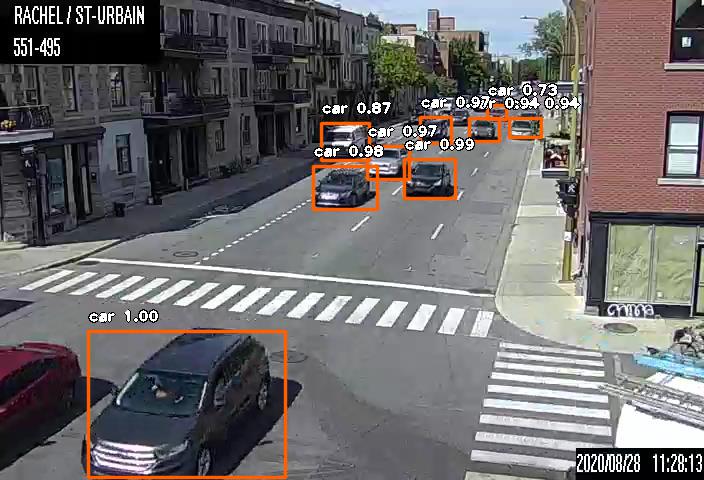 RACHEL / ST-URBAIN
551-495
car 0.73
car 0.87
car 0.97
0.94
0.94
car 0.97
car 0.99
car 0.98
car 1.00
2020/08/28 11:28:13